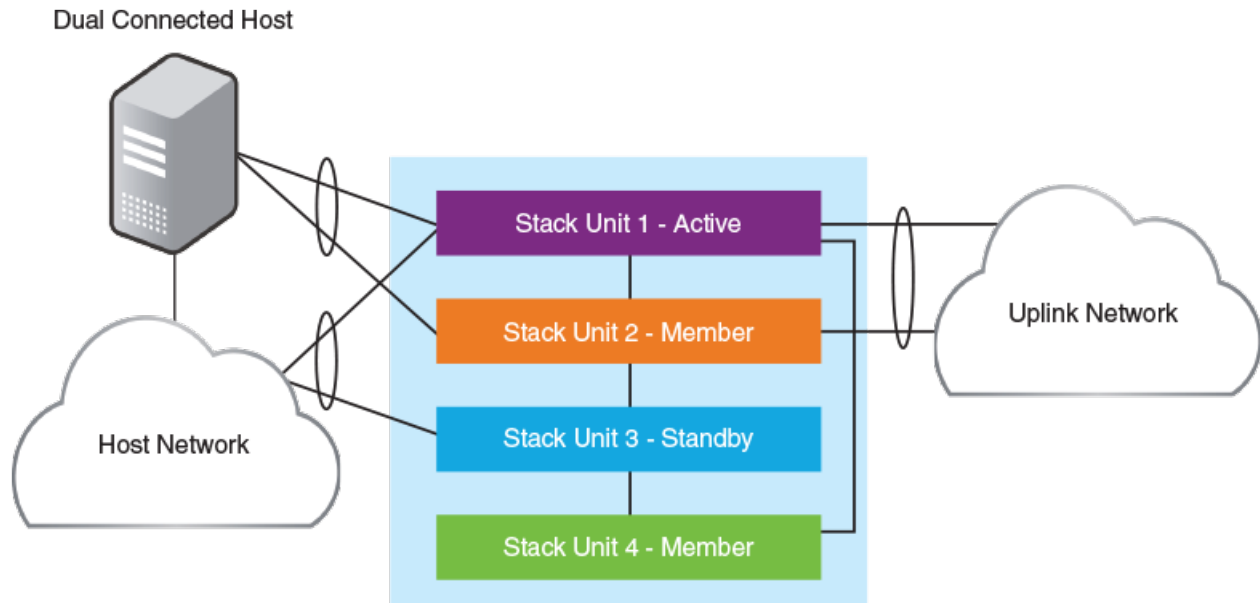 Dual Connected Host
Stack Unit 1 - Active
Stack Unit 2 - Member
Uplink Network
Stack Unit 3 - Standby
Host Network
Stack Unit 4 - Member